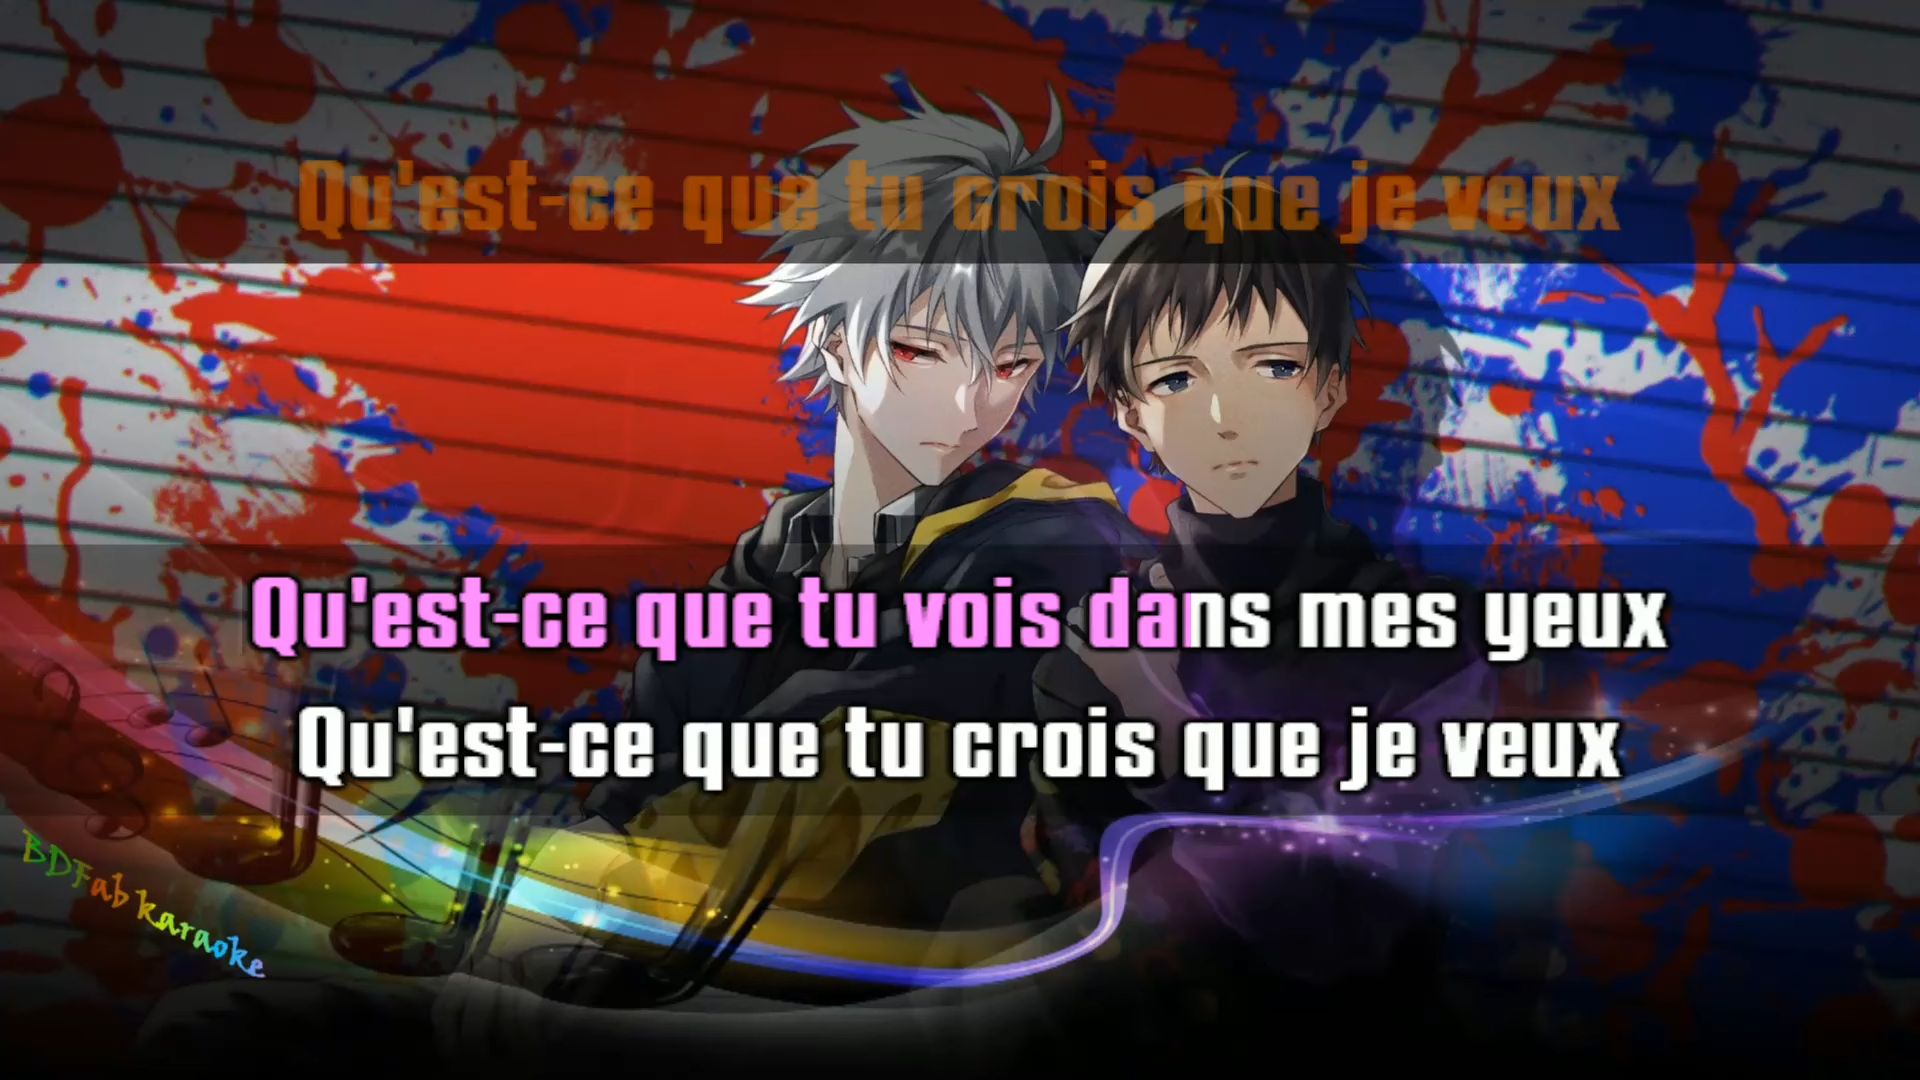 Qu'est-ce que tu crois que je veux
Qu'est-ce que tu vois dans mes yeux
Qu'est-ce que tu crois que je veux
BDFab karaoke